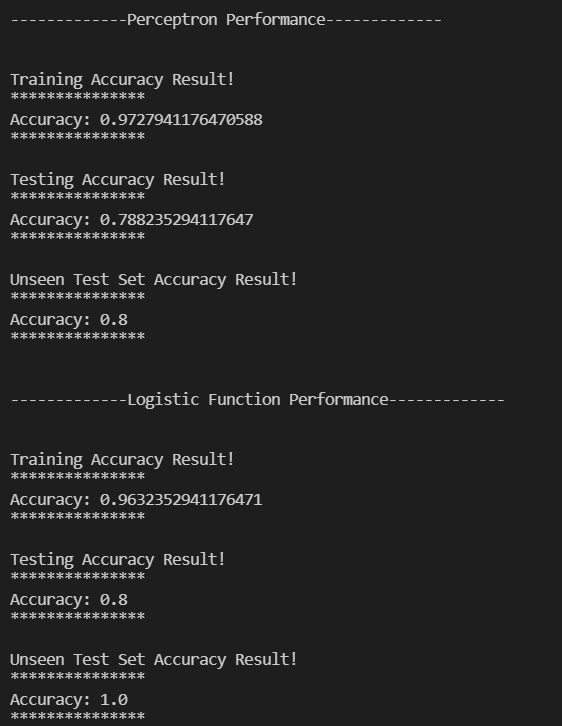 -------------Perceptron Performance-------------
Training Accuracy Result!
***************
Accuracy: 0.9727941176470588
***************
Testing Accuracy Result!
***************
Accuracy: 0.788235294117647
***************
Unseen Test Set Accuracy Result!
***************
Accuracy: 0.8
***************
-------------Logistic Function Performance-------------
Training Accuracy Result!
***************
Accuracy: 0.9632352941176471
***************
Testing Accuracy Result!
***************
Accuracy: 0.8
***************
Unseen Test Set Accuracy Result!
***************
Accuracy: 1.0
***************